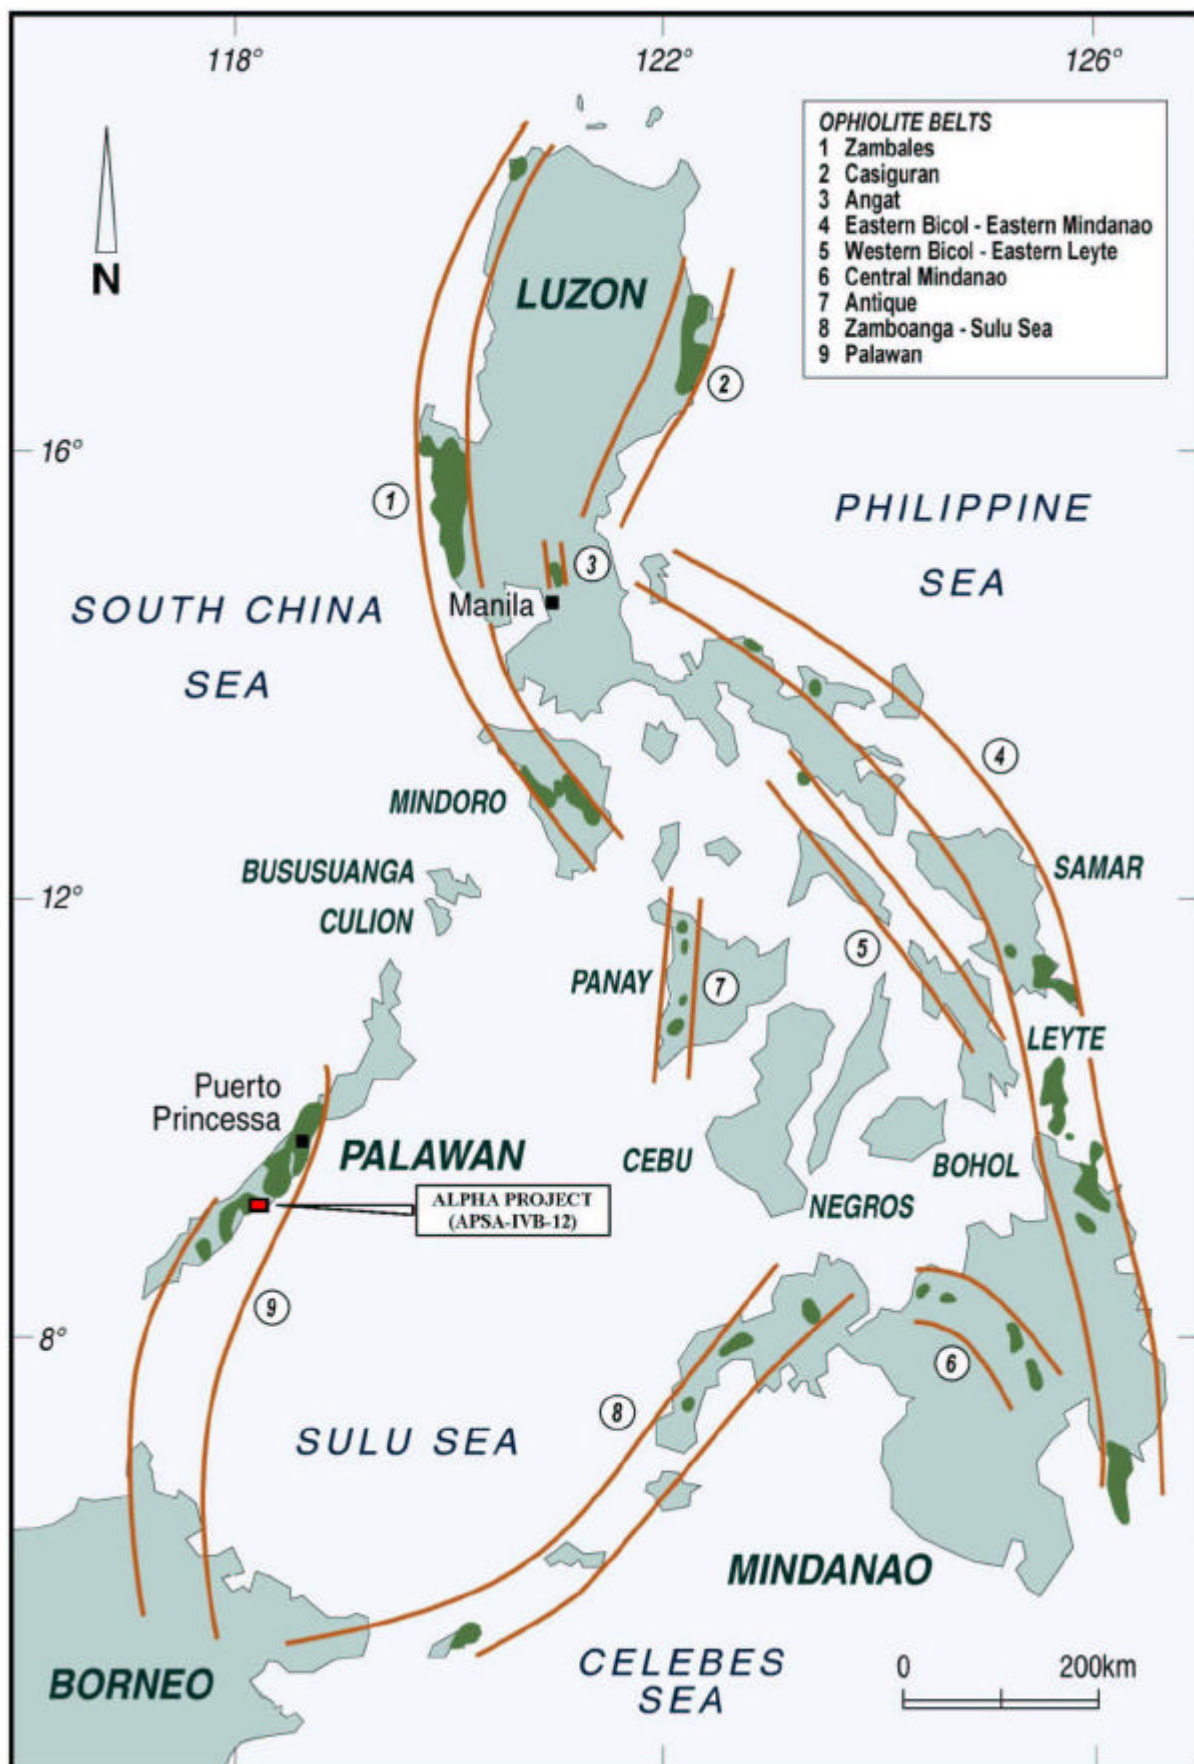 118°
122°
126°
OPHIOLITE BELTS
1 Zambales
2 Casiguran
3 Angat
4 Eastern Bicol - Eastern Mindanao
5 Western Bicol - Eastern Leyte
6 Central Mindanao
7 Antique
8 Zamboanga - Sulu Sea
9 Palawan
N
LUZON
2
16°
1
PHILIPPINE
SEA
3
Manila
SOUTH CHINA
SEA
4
MINDORO
BUSUSUANGA
CULION
12°
SAMAR
5
PANAY
7
LEYTE
Puerto
Princessa
PALAWAN
CEBU
BOHOL
NEGROS
ALPHA PROJECT
(APSA-IVB-12)
9
8°
6
8
SULU SEA
MINDANAO
BORNEO
CELEBES
SEA
0 200km